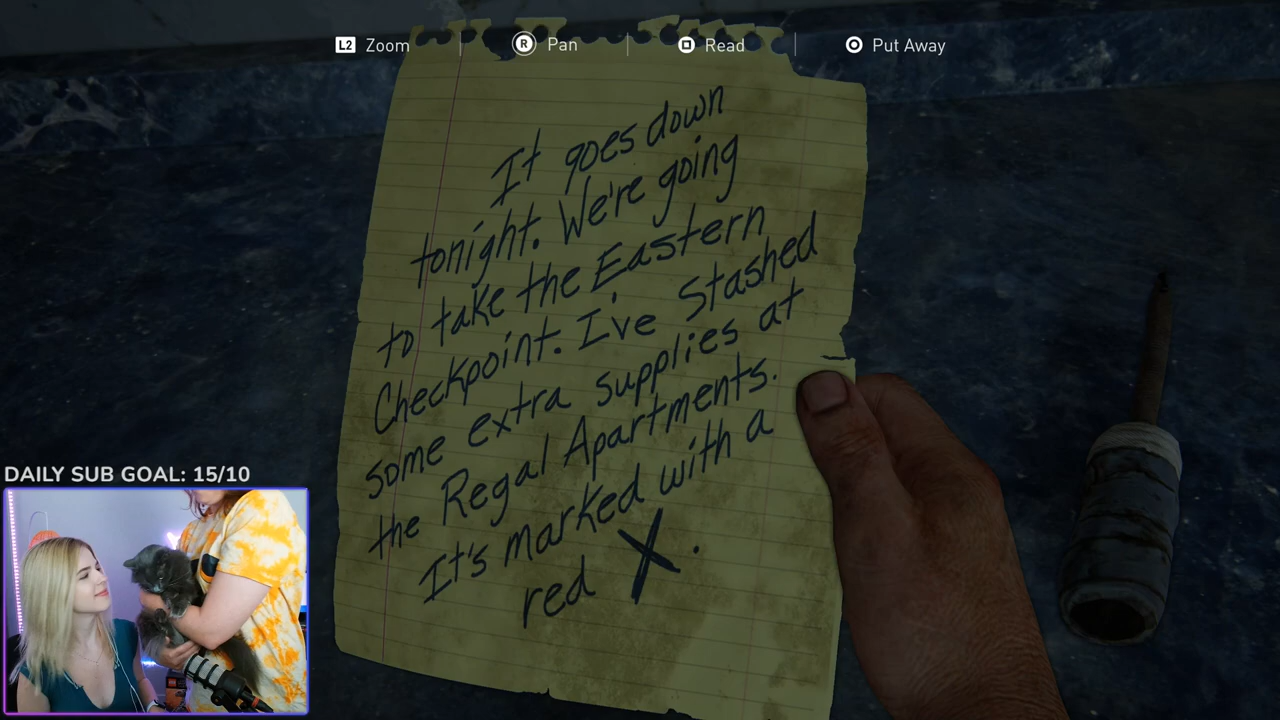 L2 Zoom R Pan Read Put Away
It goes down
tonight. We're going
to take the Eastern
Checkpoint. I've Stashed
some extra supplies at
the Regal Apartments.
It's marked with a
red X.
DAILY SUB GOAL: 15/10